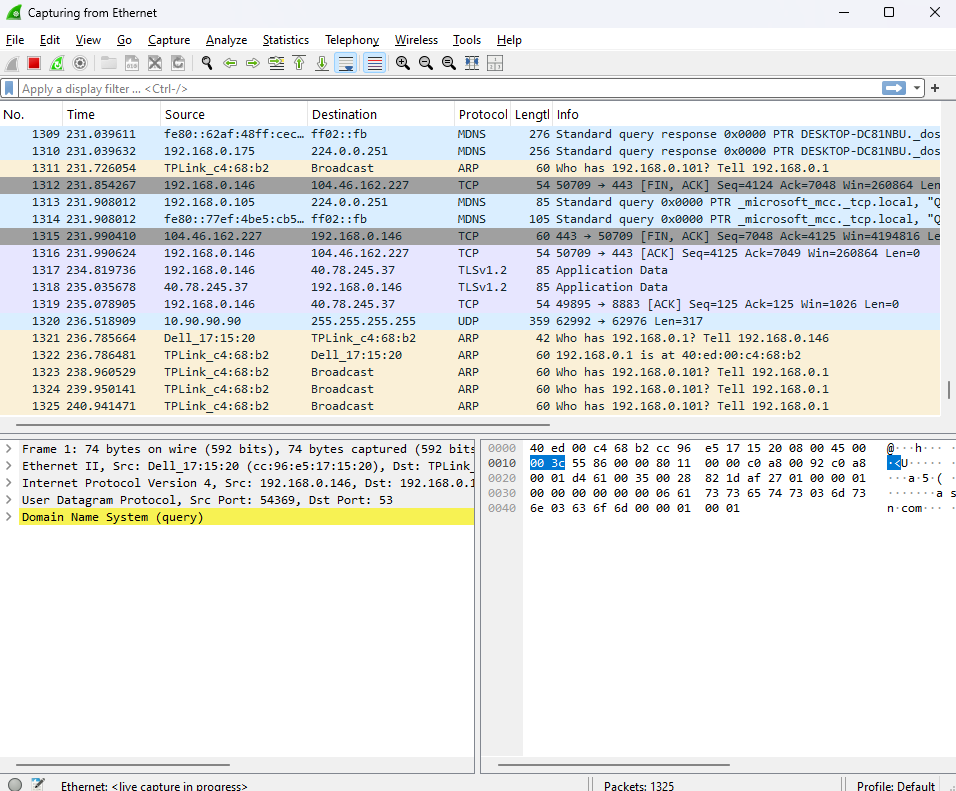 Capturing from Ethernet
File Edit View Go Capture Analyze Statistics Telephony Wireless Tools Help
Apply a display filter ... <Ctrl-/>
No. Time Source Destination Protocol Lengtl Info
1309 231.039611 fe80::62af:48ff:cec… ff02::fb MDNS 276 Standard query response 0x0000 PTR DESKTOP-DC81NBU._dos
1310 231.039632 192.168.0.175 224.0.0.251 MDNS 256 Standard query response 0x0000 PTR DESKTOP-DC81NBU._dos
1311 231.726054 TPLink_c4:68:b2 Broadcast ARP 60 Who has 192.168.0.101? Tell 192.168.0.1
1312 231.854267 192.168.0.146 104.46.162.227 TCP 54 50709 → 443 [FIN, ACK] Seq=4124 Ack=7048 Win=260864 Len
1313 231.908012 192.168.0.105 224.0.0.251 MDNS 85 Standard query 0x0000 PTR _microsoft_mcc._tcp.local, "Q
1314 231.908012 fe80::77ef:4be5:cb5… ff02::fb MDNS 105 Standard query 0x0000 PTR _microsoft_mcc._tcp.local, "Q
1315 231.990410 104.46.162.227 192.168.0.146 TCP 60 443 → 50709 [FIN, ACK] Seq=7048 Ack=4125 Win=4194816 Le
1316 231.990624 192.168.0.146 104.46.162.227 TCP 54 50709 → 443 [ACK] Seq=4125 Ack=7049 Win=260864 Len=0
1317 234.819736 192.168.0.146 40.78.245.37 TLSv1.2 85 Application Data
1318 235.035678 40.78.245.37 192.168.0.146 TLSv1.2 85 Application Data
1319 235.078905 192.168.0.146 40.78.245.37 TCP 54 49895 → 8883 [ACK] Seq=125 Ack=125 Win=1026 Len=0
1320 236.518909 10.90.90.90 255.255.255.255 UDP 359 62992 → 62976 Len=317
1321 236.785664 Dell_17:15:20 TPLink_c4:68:b2 ARP 42 Who has 192.168.0.1? Tell 192.168.0.146
1322 236.786481 TPLink_c4:68:b2 Dell_17:15:20 ARP 60 192.168.0.1 is at 40:ed:00:c4:68:b2
1323 238.960529 TPLink_c4:68:b2 Broadcast ARP 60 Who has 192.168.0.101? Tell 192.168.0.1
1324 239.950141 TPLink_c4:68:b2 Broadcast ARP 60 Who has 192.168.0.101? Tell 192.168.0.1
1325 240.941471 TPLink_c4:68:b2 Broadcast ARP 60 Who has 192.168.0.101? Tell 192.168.0.1
Frame 1: 74 bytes on wire (592 bits), 74 bytes captured (592 bits
Ethernet II, Src: Dell_17:15:20 (cc:96:e5:17:15:20), Dst: TPLink_
Internet Protocol Version 4, Src: 192.168.0.146, Dst: 192.168.0.1
User Datagram Protocol, Src Port: 54369, Dst Port: 53
Domain Name System (query)
0000 40 ed 00 c4 68 b2 cc 96 e5 17 15 20 08 00 45 00 @···h··· ·
0010 00 3c 55 86 00 00 80 11 00 00 c0 a8 00 92 c0 a8 ·<U····· ·
0020 00 01 d4 61 00 35 00 28 82 1d af 27 01 00 00 01 ···a·5·( ·
0030 00 00 00 00 00 00 06 61 73 73 65 74 73 03 6d 73 ·······a s
0040 6e 03 63 6f 6d 00 00 01 00 01 n·com··· ·
Ethernet: <live capture in progress>
Packets: 1325
Profile: Default